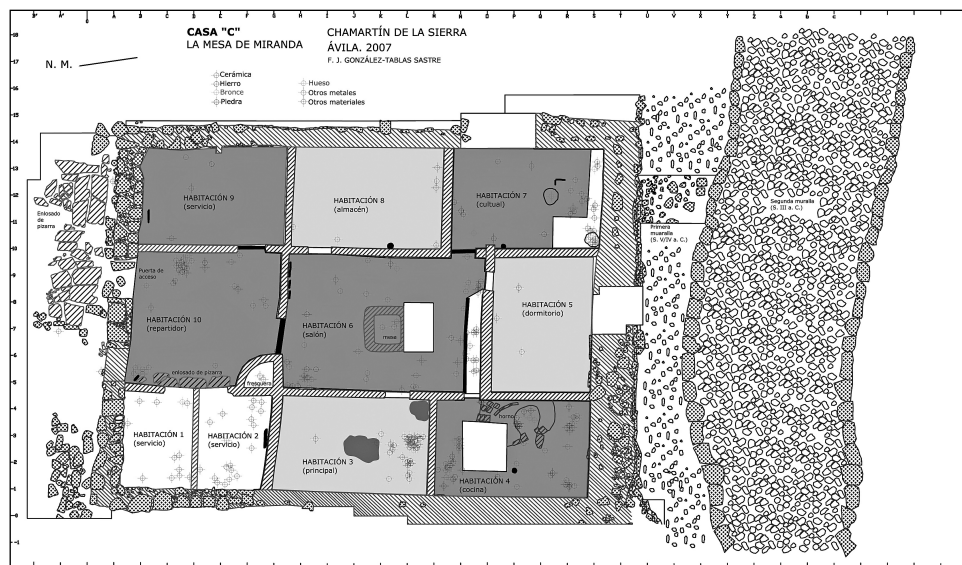 CASA "C"
LA MESA DE MIRANDA
CHAMARTÍN DE LA SIERRA
ÁVILA. 2007
F. J. GONZÁLEZ-TABLAS SASTRE
N. M.
Cerámica
Hierro
Bronce
Piedra
Hueso
Otros metales
Otros materiales
HABITACIÓN 9
(servicio)
HABITACIÓN 8
(almacén)
HABITACIÓN 7
(cultual)
Enlosado
de
pizarra
Segunda muralla
(S. III a. C.)
Primera
muaralla
(S. V/IV a. C.)
Puerta de
acceso
HABITACIÓN 10
(repartidor)
HABITACIÓN 6
(salón)
mesa
HABITACIÓN 5
(dormitorio)
enlosado de pizarra
fresquera
HABITACIÓN 1
(servicio)
HABITACIÓN 2
(servicio)
HABITACIÓN 3
(principal)
horno
HABITACIÓN 4
(cocina)